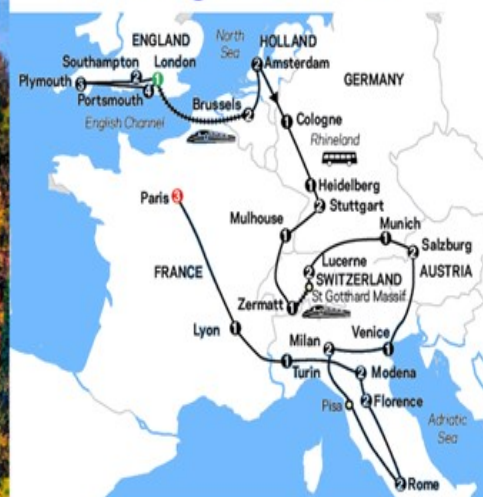 ENGLAND
North
Sea
HOLLAND
Southampton
London
2
1
Amsterdam
2
Plymouth
3
Portsmouth
4
GERMANY
Brussels
2
English Channel
Cologne
1
Rhineland
Heidelberg
1
Paris
3
Stuttgart
2
Mulhouse
1
Munich
1
Salzburg
2
Lucerne
2
FRANCE
SWITZERLAND
AUSTRIA
St Gotthard Massif
Zermatt
1
Lyon
1
Milan
2
Venice
1
Turin
1
Modena
2
Pisa
Florence
2
Adriatic
Sea
Rome
2